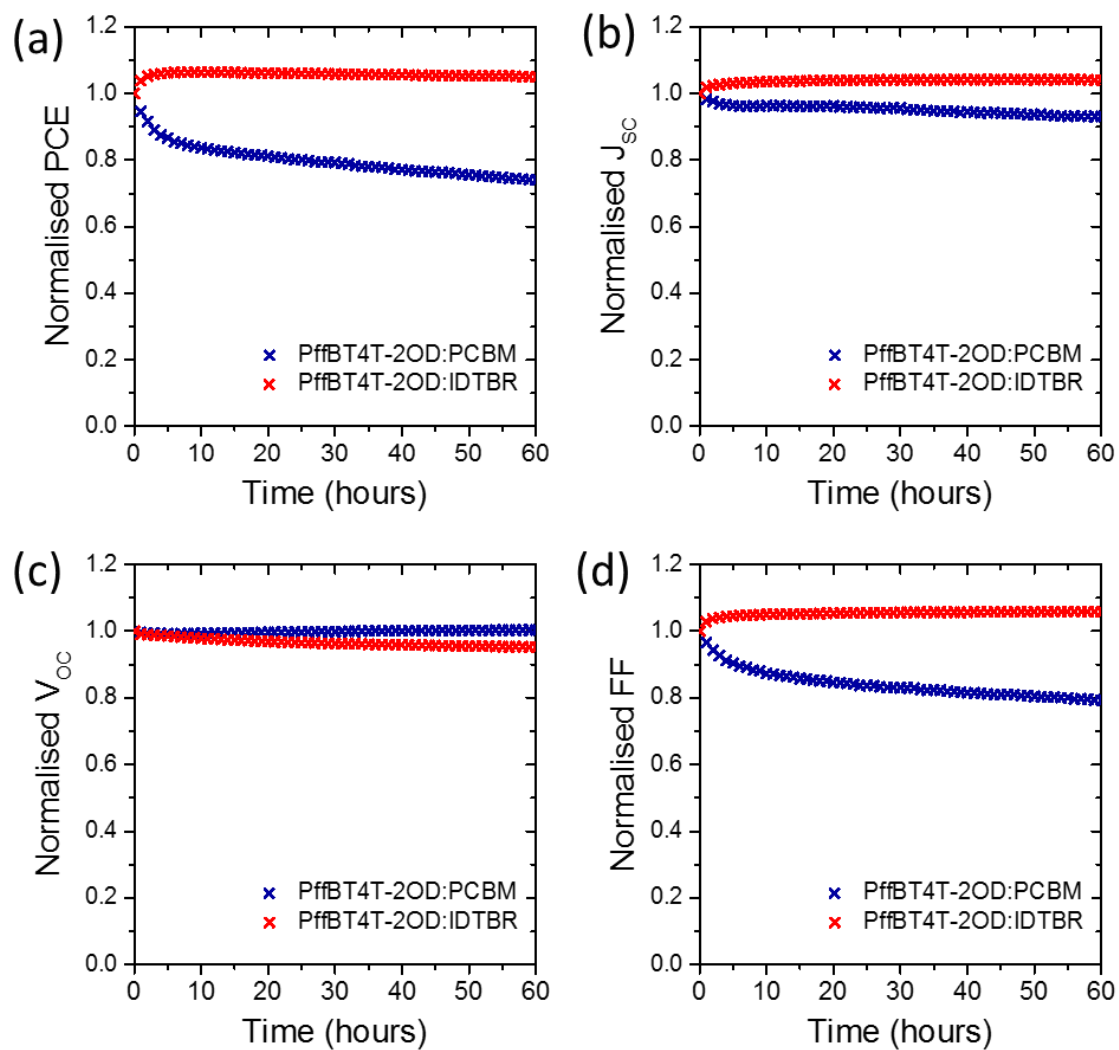 (a)
1.2
1.0
0.8
0.6
0.4
0.2
0.0
Normalised PCE
PffBT4T-2OD:PCBM
PffBT4T-2OD:IDTBR
0 10 20 30 40 50 60
Time (hours)
(b)
1.2
1.0
0.8
0.6
0.4
0.2
0.0
Normalised JSC
PffBT4T-2OD:PCBM
PffBT4T-2OD:IDTBR
0 10 20 30 40 50 60
Time (hours)
(c)
1.2
1.0
0.8
0.6
0.4
0.2
0.0
Normalised VOC
PffBT4T-2OD:PCBM
PffBT4T-2OD:IDTBR
0 10 20 30 40 50 60
Time (hours)
(d)
1.2
1.0
0.8
0.6
0.4
0.2
0.0
Normalised FF
PffBT4T-2OD:PCBM
PffBT4T-2OD:IDTBR
0 10 20 30 40 50 60
Time (hours)